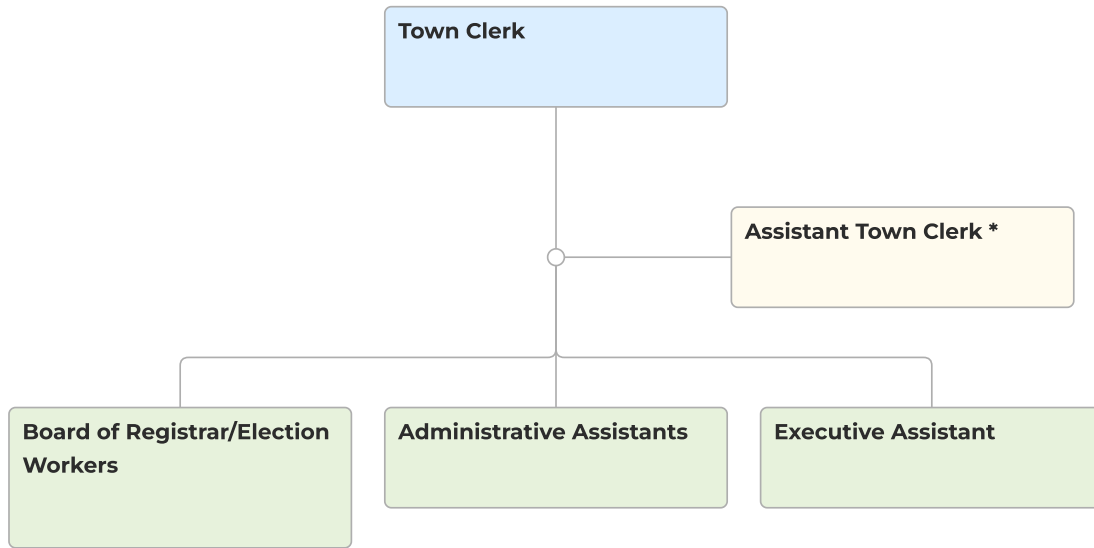 Town Clerk
Assistant Town Clerk *
Board of Registrar/Election
Workers
Administrative Assistants
Executive Assistant